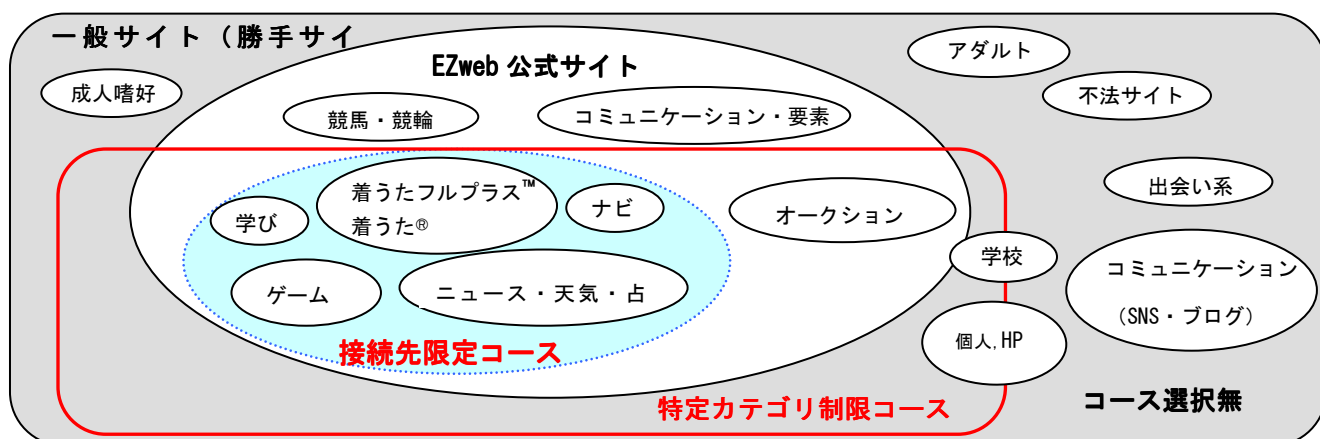 一般サイト（勝手サイ
アダルト
EZweb 公式サイト
成人嗜好
不法サイト
競馬・競輪
コミュニケーション・要素
着うたフルプラス™
着うた®
ナビ
学び
オークション
出会い系
学校
コミュニケーション
(SNS・ブログ)
ゲーム
ニュース・天気・占
個人,HP
接続先限定コース
特定カテゴリ制限コース
コース選択無